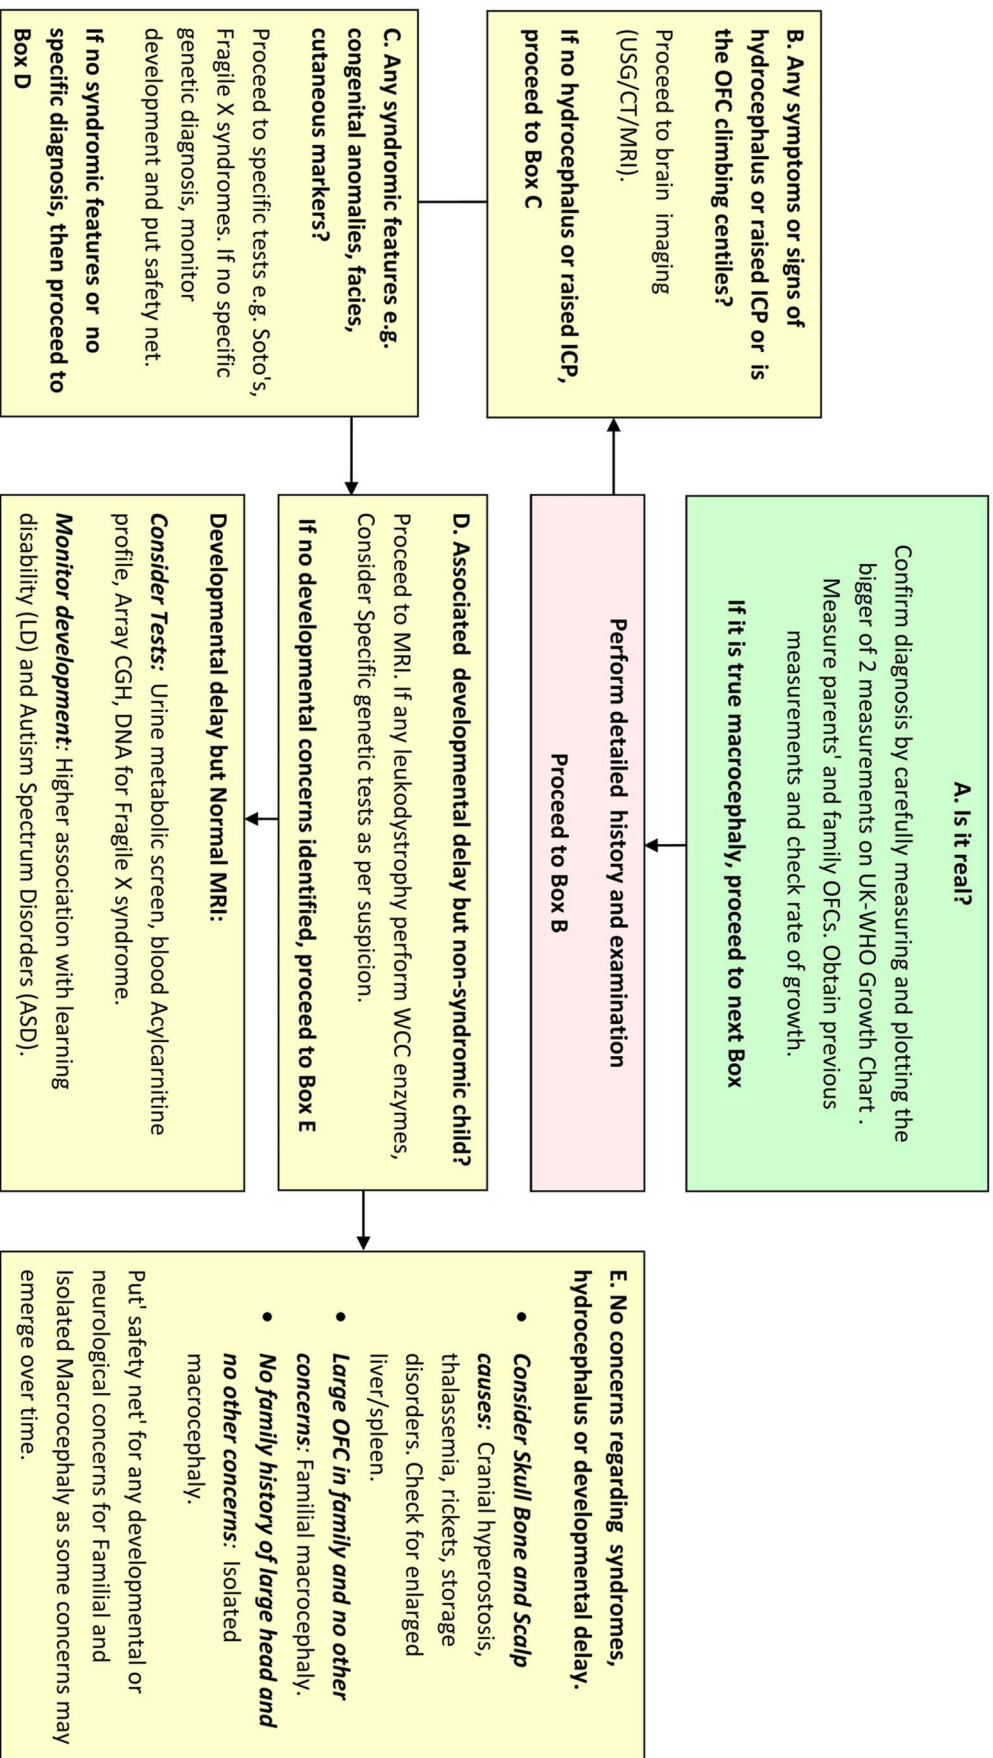 A. Is it real?
Confirm diagnosis by carefully measuring and plotting the
bigger of 2 measurements on UK-WHO Growth Chart .
Measure parents' and family OFCs. Obtain previous
measurements and check rate of growth.
If it is true macrocephaly, proceed to next Box
Perform detailed history and examination
Proceed to Box B
B. Any symptoms or signs of
hydrocephalus or raised ICP or is
the OFC climbing centiles?
Proceed to brain imaging
(USG/CT/MRI).
If no hydrocephalus or raised ICP,
proceed to Box C
C. Any syndromic features e.g.
congenital anomalies, facies,
cutaneous markers?
Proceed to specific tests e.g. Soto's,
Fragile X syndromes. If no specific
genetic diagnosis, monitor
development and put safety net.
If no syndromic features or no
specific diagnosis, then proceed to
Box D
D. Associated developmental delay but non-syndromic child?
Proceed to MRI. If any leukodystrophy perform WCC enzymes,
Consider Specific genetic tests as per suspicion.
If no developmental concerns identified, proceed to Box E
Developmental delay but Normal MRI:
Consider Tests: Urine metabolic screen, blood Acylcarnitine
profile, Array CGH, DNA for Fragile X syndrome.
Monitor development: Higher association with learning
disability (LD) and Autism Spectrum Disorders (ASD).
E. No concerns regarding syndromes,
hydrocephalus or developmental delay.
• Consider Skull Bone and Scalp
causes: Cranial hyperostosis,
thalassemia, rickets, storage
disorders. Check for enlarged
liver/spleen.
• Large OFC in family and no other
concerns: Familial macrocephaly.
• No family history of large head and
no other concerns: Isolated
macrocephaly.
Put' safety net' for any developmental or
neurological concerns for Familial and
Isolated Macrocephaly as some concerns may
emerge over time.